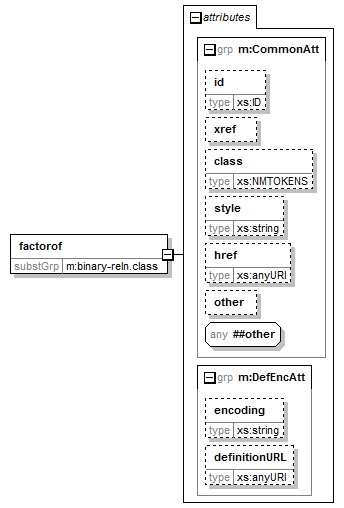 attributes
grp m:CommonAtt
id
type xs:ID
xref
class
type xs:NMTOKENS
style
type xs:string
factorof
substGrp m:binary-reln.class
href
type xs:anyURI
other
any ##other
grp m:DefEncAtt
encoding
type xs:string
definitionURL
type xs:anyURI